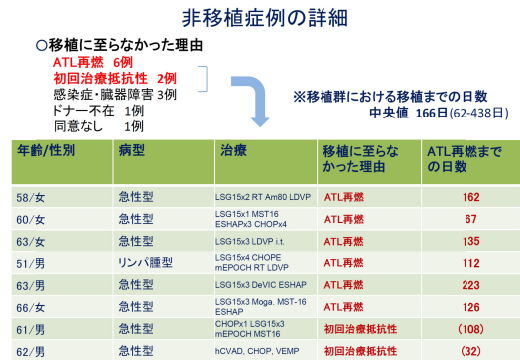 非移植症例の詳細
○移植に至らなかった理由
ATL再燃 6例
初回治療抵抗性 2例
感染症・臓器障害 3例
ドナー不在 1例
同意なし 1例
※移植群における移植までの日数
中央値 166日(62-438日)
年齢/性別 病型 治療 移植に至らなかった理由 ATL再燃までの日数
58/女 急性型 LSG15x2 RT Am80 LDVP ATL再燃 162
60/女 急性型 LSG15x1 MST16 ESHAPx3 CHOPx4 ATL再燃 67
63/女 急性型 LSG15x3 LDVP i.t. ATL再燃 135
51/男 リンパ腫型 LSG15x4 CHOPE mEPOCH RT LDVP ATL再燃 112
63/男 急性型 LSG15x3 DeVIC ESHAP ATL再燃 223
66/女 急性型 LSG15x3 Moga. MST-16 ESHAP ATL再燃 126
61/男 急性型 CHOPx1 LSG15x3 mEPOCH MST16 初回治療抵抗性 (108)
62/男 急性型 hCVAD, CHOP, VEMP 初回治療抵抗性 (32)